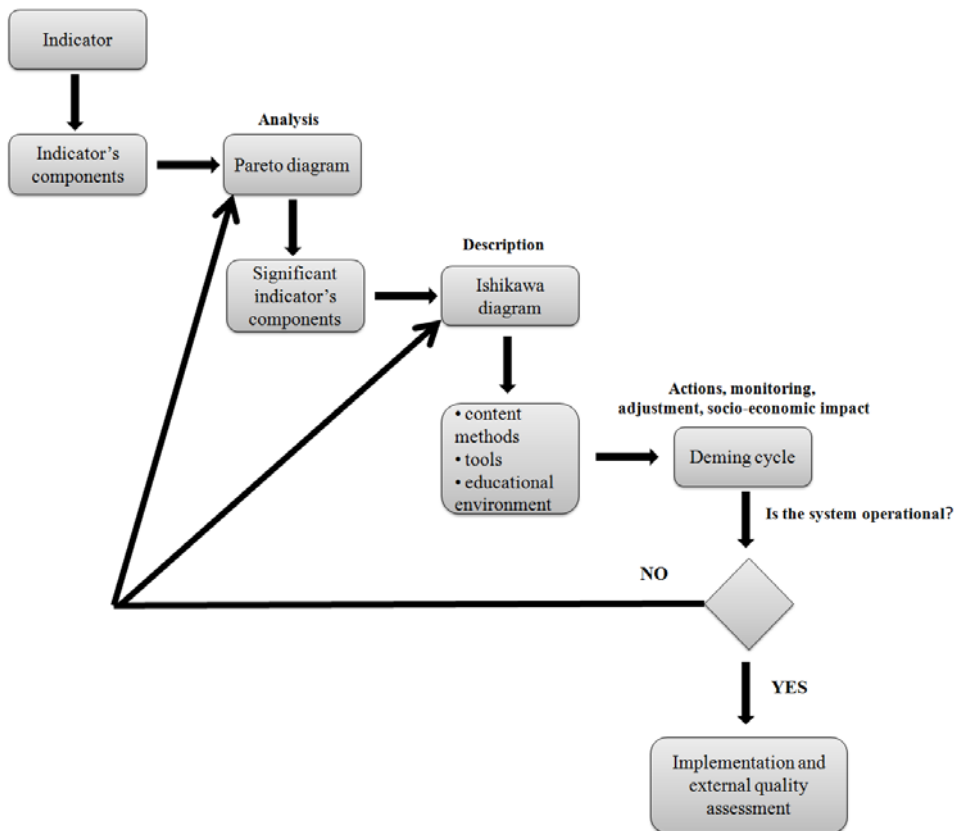 Indicator
Analysis
Indicator's
components
Pareto diagram
Description
Significant
indicator's
components
Ishikawa
diagram
Actions, monitoring,
adjustment, socio-economic impact
• content
methods
• tools
• educational
environment
Deming cycle
Is the system operational?
NO
YES
Implementation and
external quality
assessment